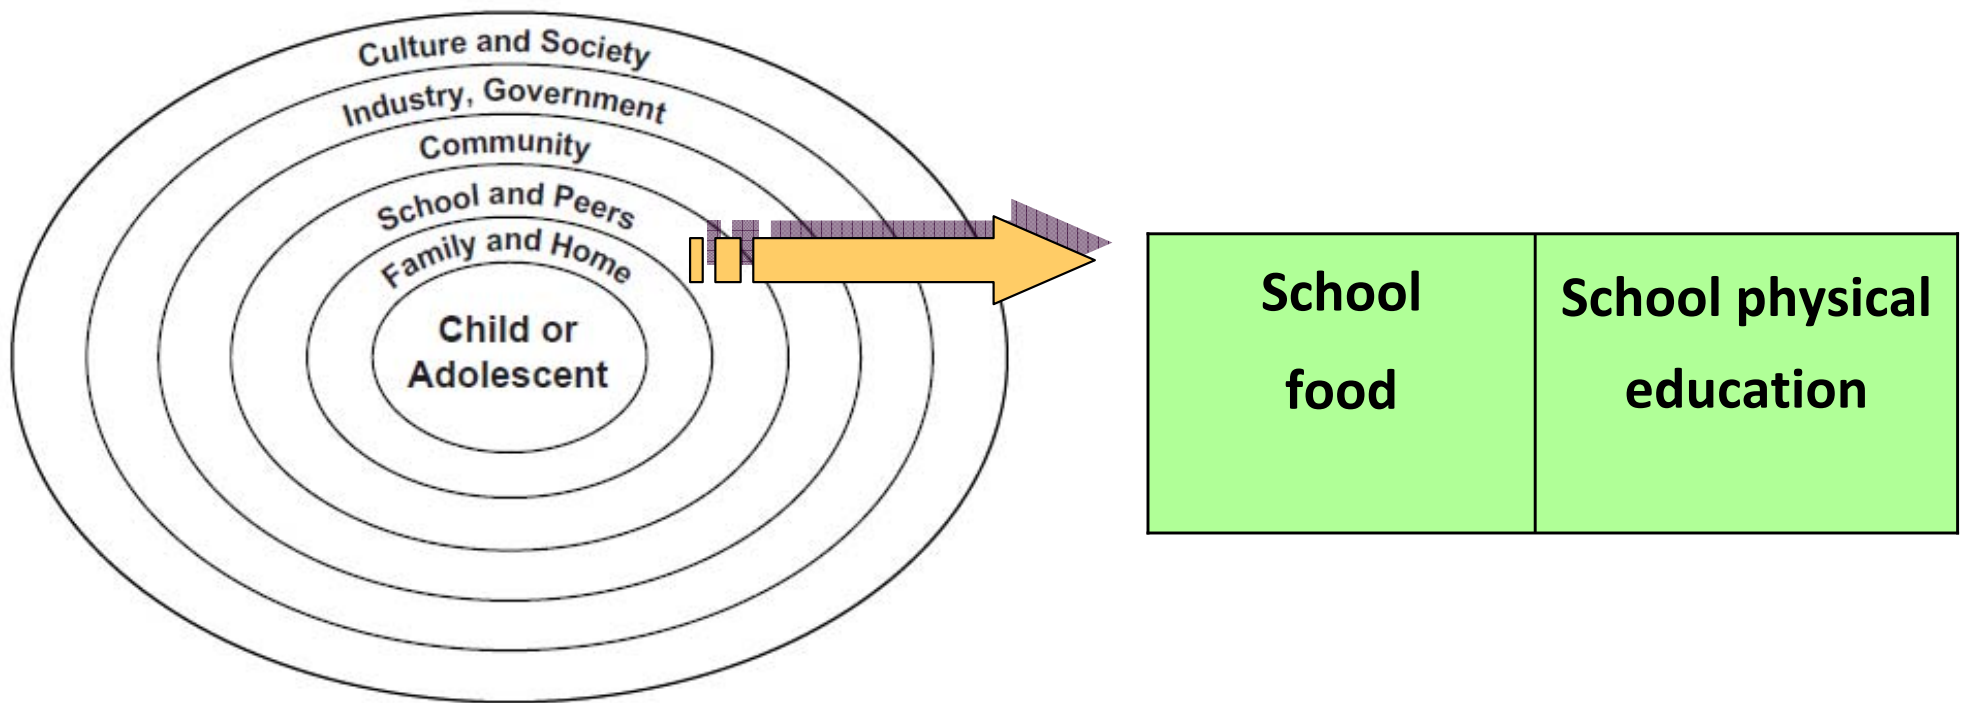 Culture and Society
Industry, Government
Community
School and Peers
Family and Home
Child or
Adolescent
School
food
School physical
education